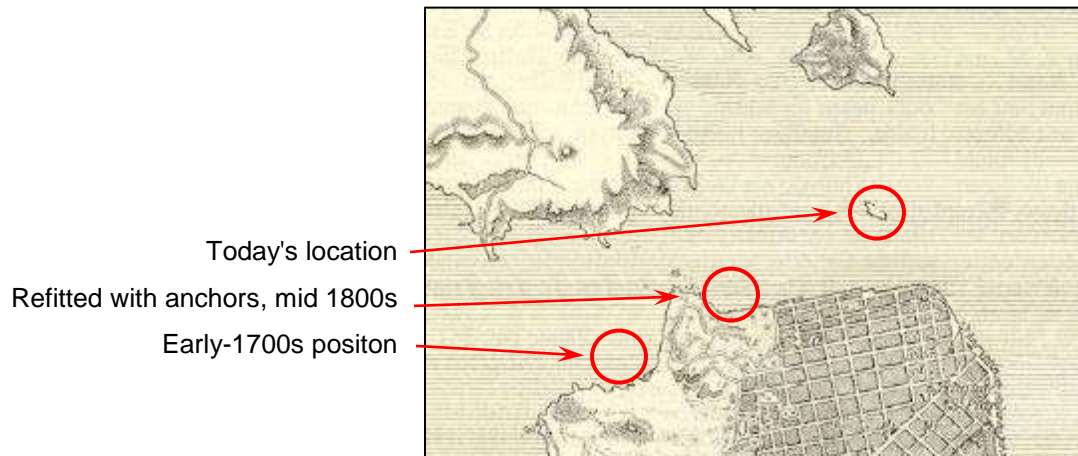 Today's location
Refitted with anchors, mid 1800s
Early-1700s positon